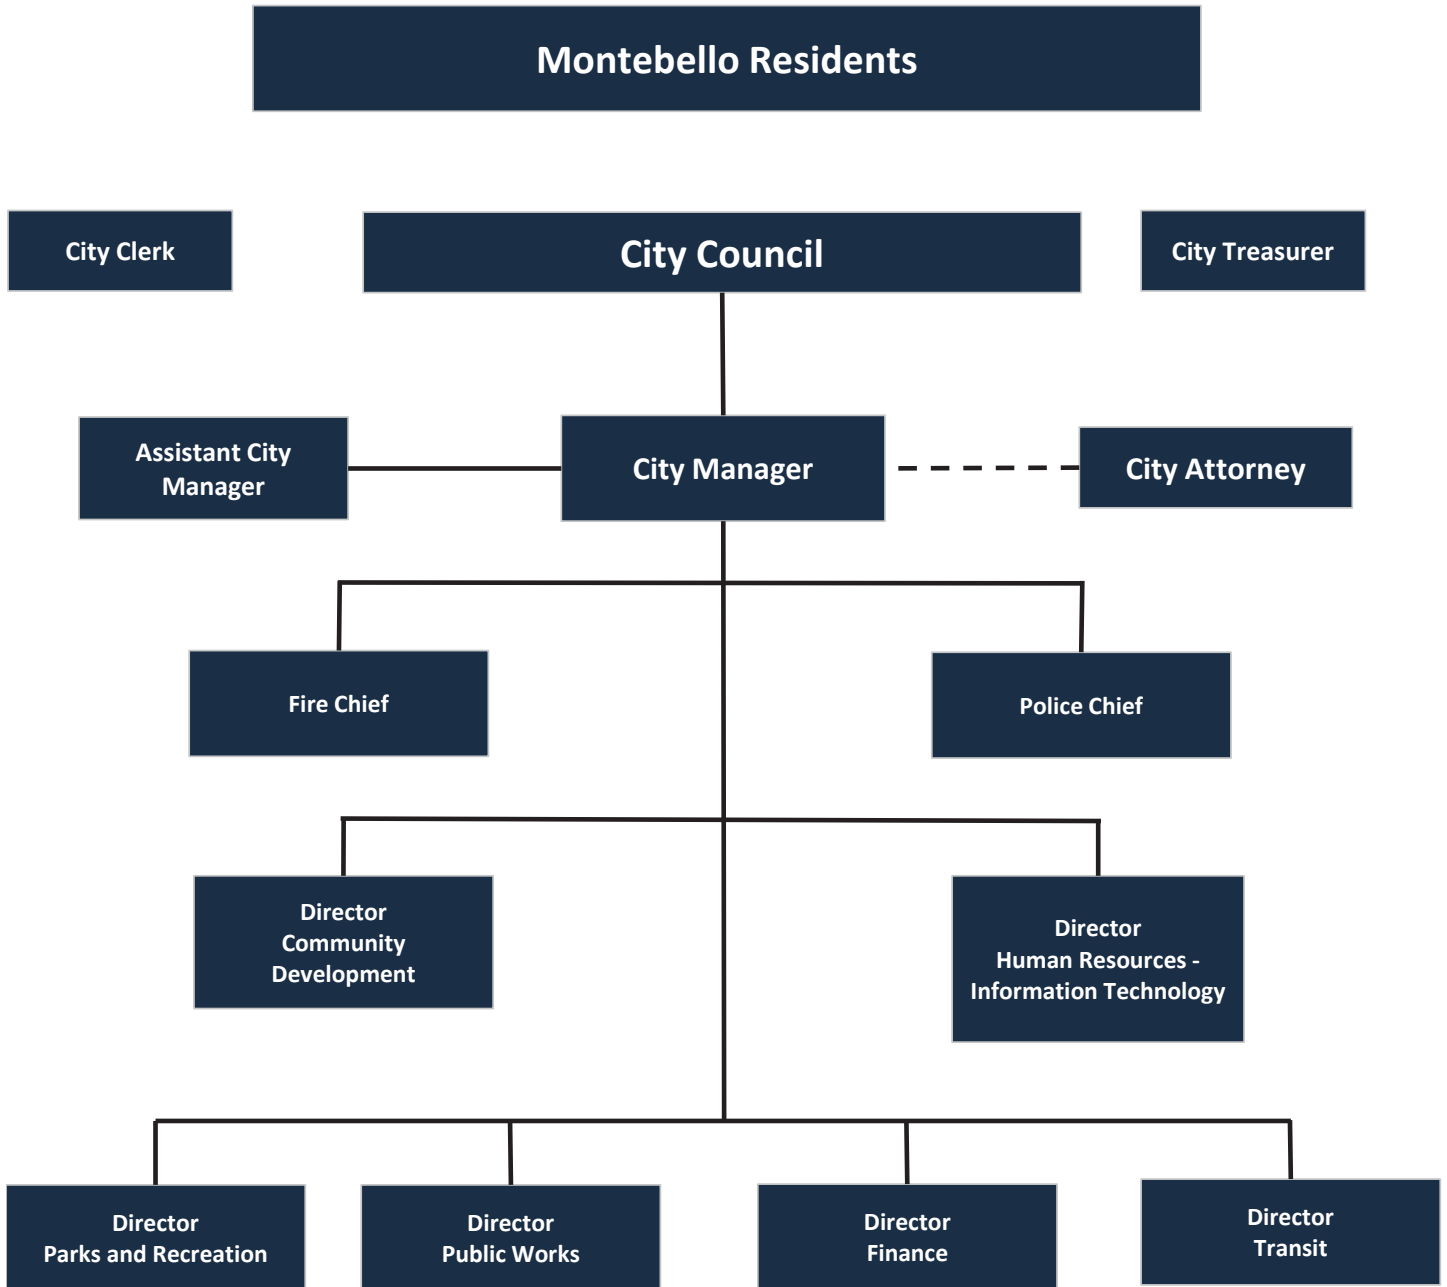 Montebello Residents
City Clerk
City Council
City Treasurer
Assistant City
Manager
City Manager
City Attorney
Fire Chief
Police Chief
Director
Community
Development
Director
Human Resources -
Information Technology
Director
Parks and Recreation
Director
Public Works
Director
Finance
Director
Transit